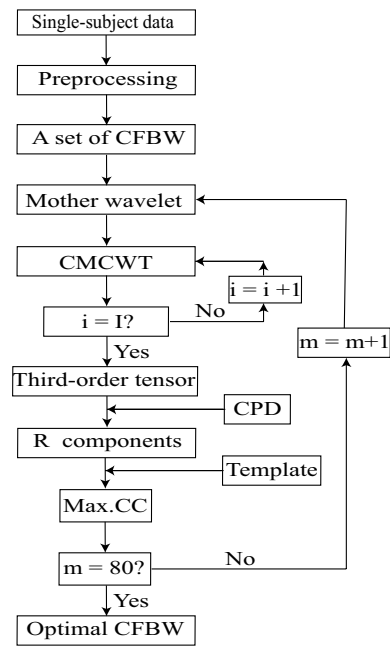 Single-subject data
Preprocessing
A set of CFBW
Mother wavelet
CMCWT
i = i +1
i = I?
No
m = m+1
Yes
Third-order tensor
CPD
R components
Template
Max.CC
m = 80?
No
Yes
Optimal CFBW